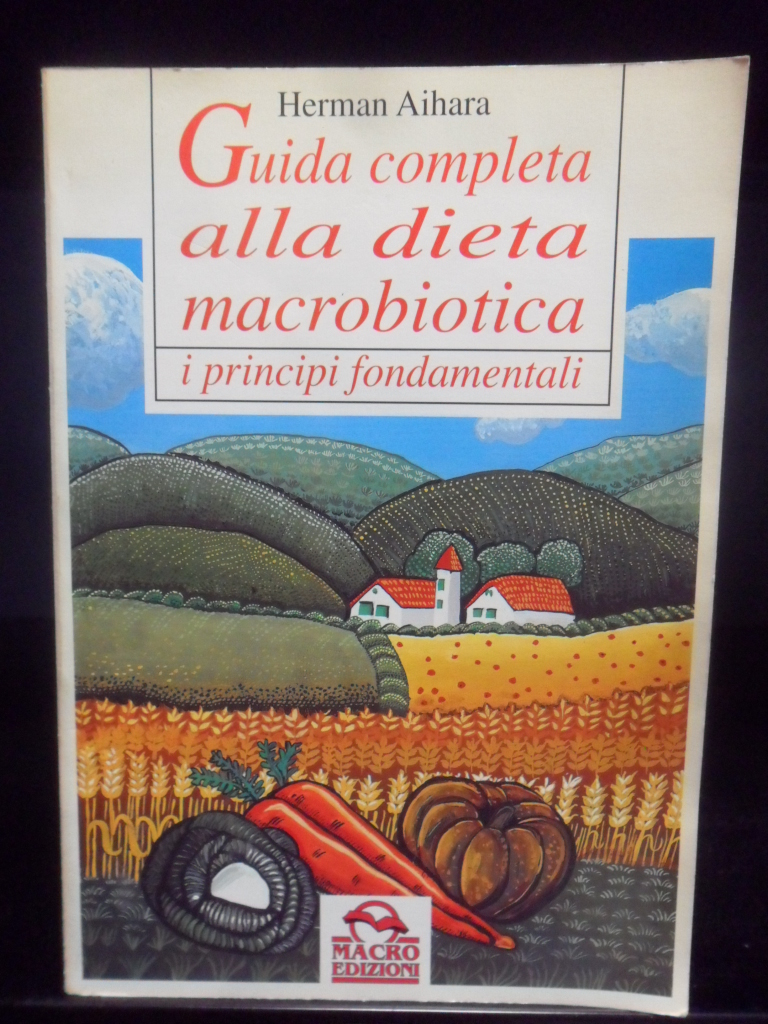 Herman Aihara
Guida completa
alla dieta
macrobiotica
i principi fondamentali
MACRO
EDIZIONI